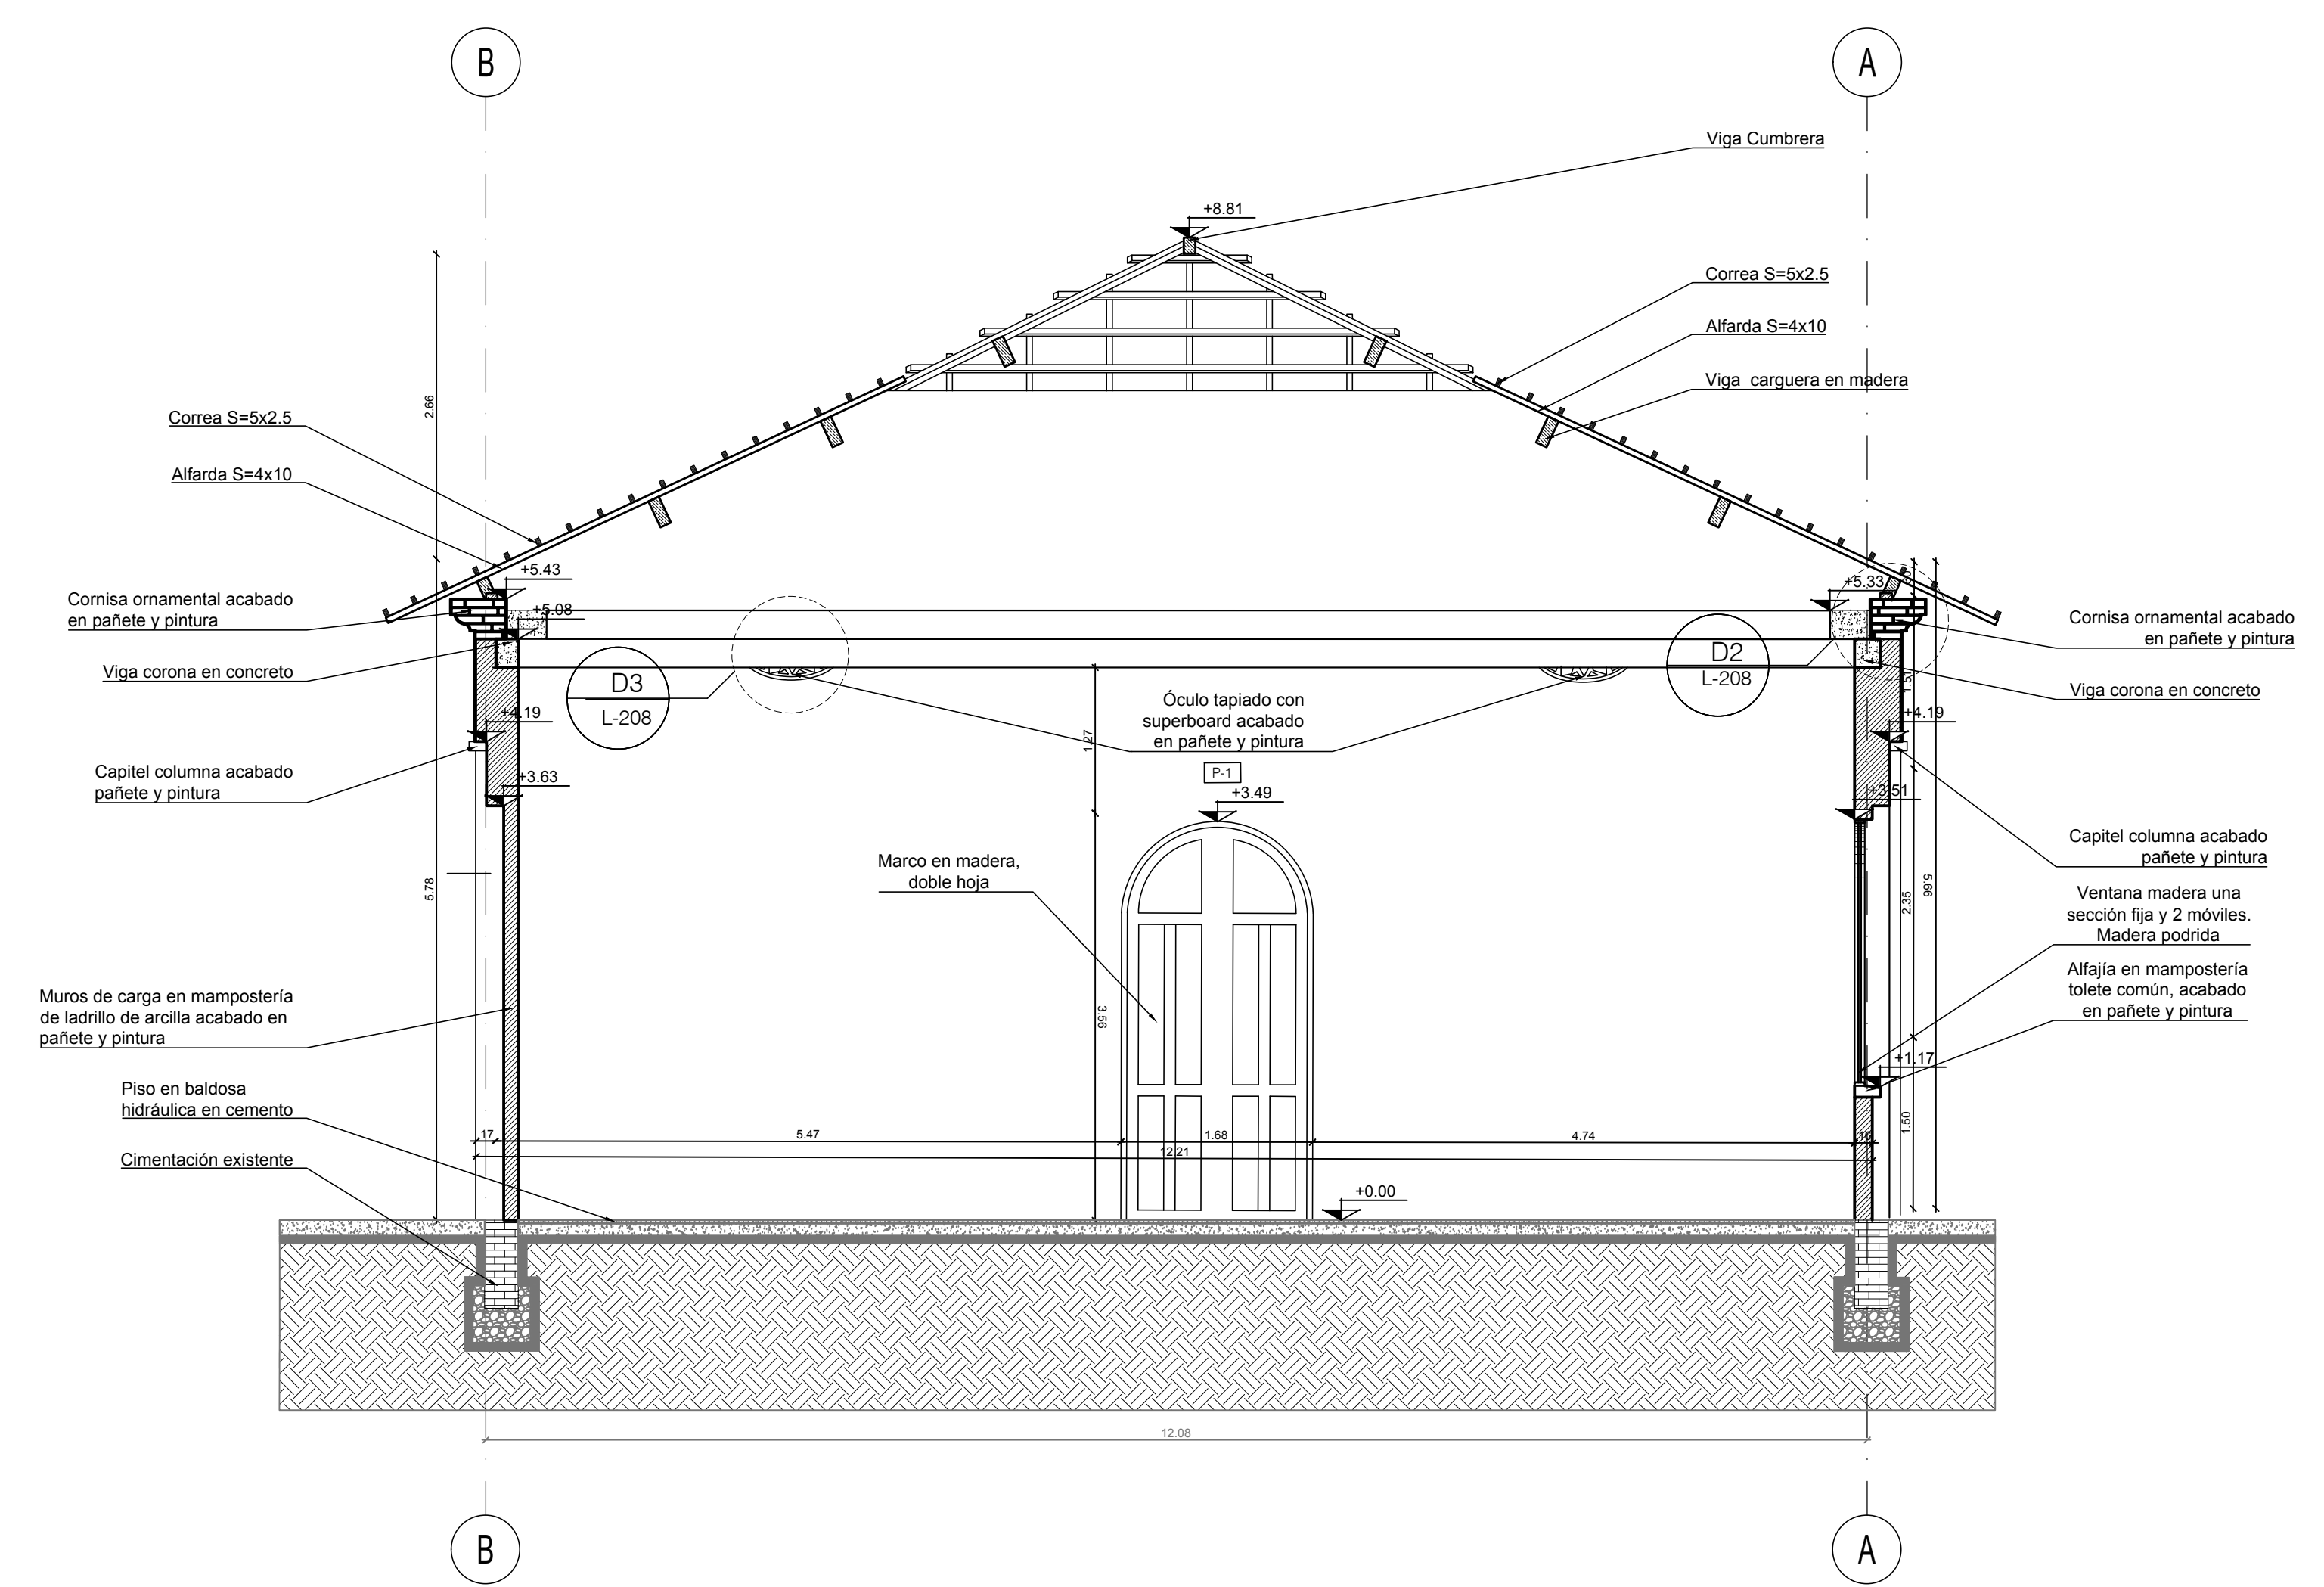 B
A
Viga Cumbrera
+8.81
Correa S=5x2.5
Alfarda S=4x10
Viga carguera en madera
2.66
Correa S=5x2.5
Alfarda S=4x10
+5.43
+5.33
+5.08
Cornisa ornamental acabado
en pañete y pintura
Cornisa ornamental acabado
en pañete y pintura
Viga corona en concreto
D3
L-208
D2
L-208
Viga corona en concreto
1.51
Óculo tapiado con
superboard acabado
en pañete y pintura
1.27
+4.19
+4.19
P-1
Capitel columna acabado
pañete y pintura
+3.63
+3.49
+3.51
Marco en madera,
doble hoja
Capitel columna acabado
pañete y pintura
5.78
2.35
5.66
Ventana madera una
sección fija y 2 móviles.
Madera podrida
Alfajía en mampostería
tolete común, acabado
en pañete y pintura
Muros de carga en mampostería
de ladrillo de arcilla acabado en
pañete y pintura
3.56
+1.17
Piso en baldosa
hidráulica en cemento
1.50
17
5.47
1.68
4.74
12.21
Cimentación existente
+0.00
12.08
B
A